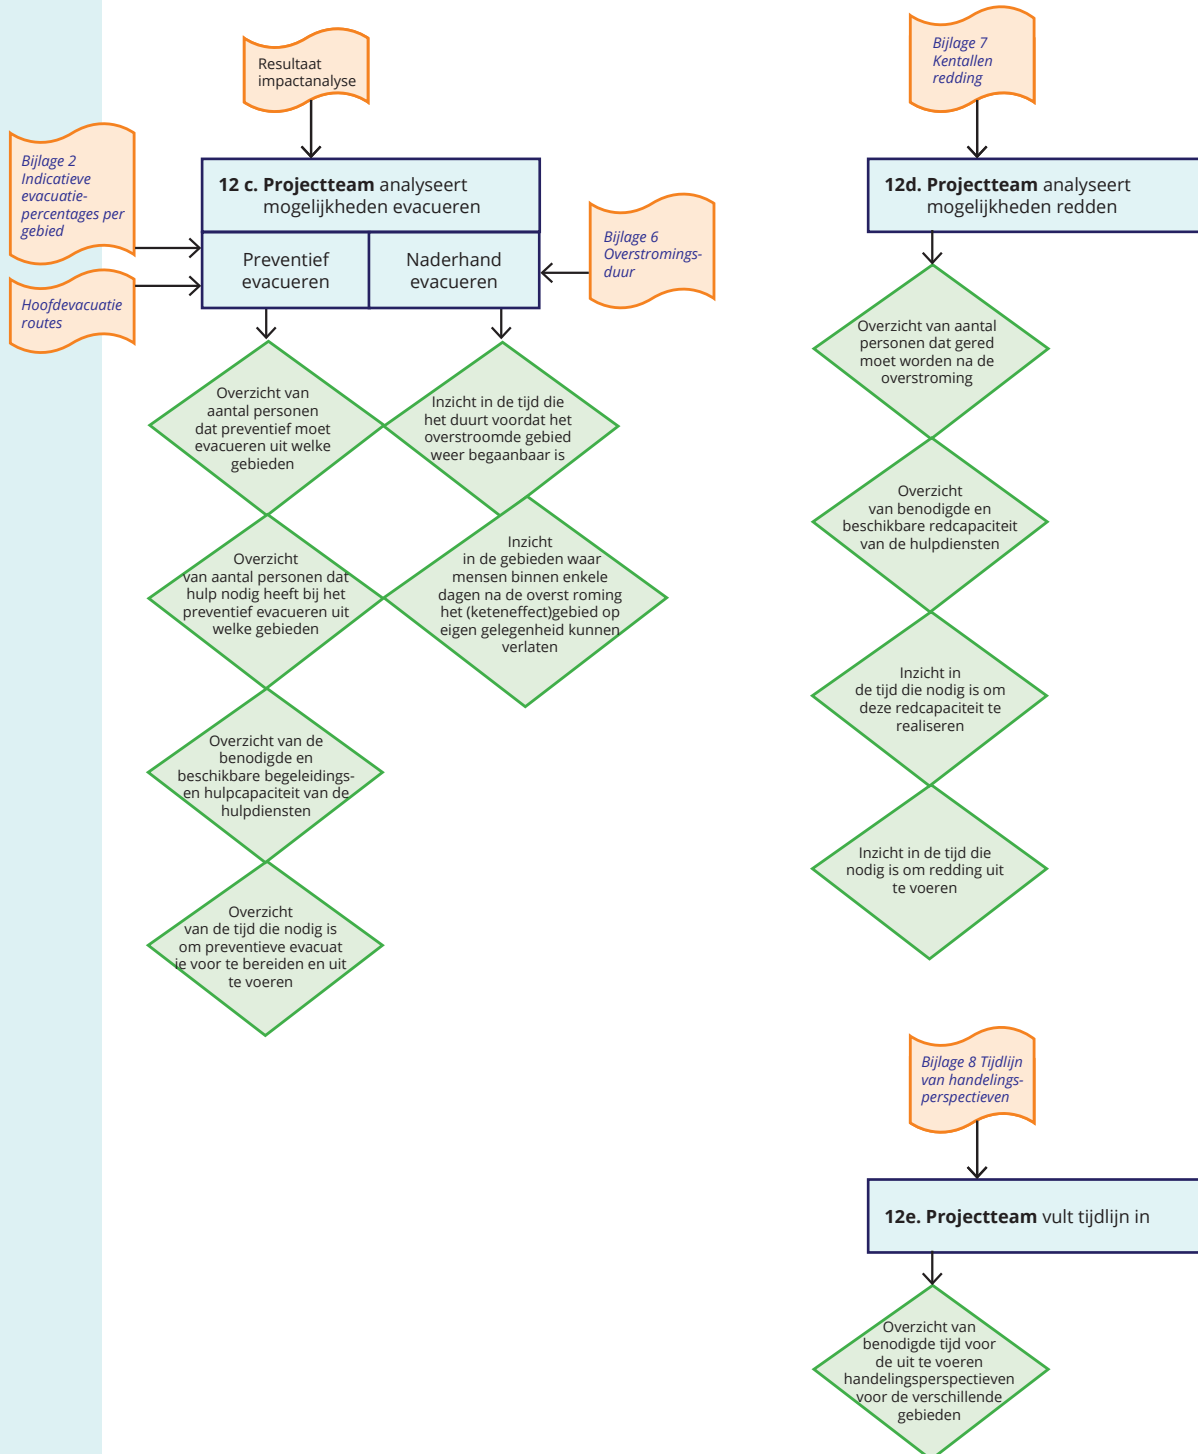 Resultaat
impactanalyse
Bijlage 2
Indicatieve
evacuatie-
percentages per
gebied
Hoofdevacuatie
routes
12 c. Projectteam analyseert
mogelijkheden evacueren
Preventief
evacueren
Naderhand
evacueren
Bijlage 6
Overstromings-
duur
Overzicht van
aantal personen
dat preventief moet
evacueren uit welke
gebieden
Inzicht in de tijd die
het duurt voordat het
overstroomde gebied
weer begaanbaar is
Overzicht
van aantal personen dat
hulp nodig heeft bij het
preventief evacueren uit
welke gebieden
Inzicht
in de gebieden waar
mensen binnen enkele
dagen na de overst roming
het (keteneffect)gebied op
eigen gelegenheid kunnen
verlaten
Overzicht van de
benodigde en
beschikbare begeleidings-
en hulpcapaciteit van de
hulpdiensten
Overzicht
van de tijd die nodig is
om preventieve evacuat
ie voor te bereiden en uit
te voeren
Bijlage 7
Kentallen
redding
12d. Projectteam analyseert
mogelijkheden redden
Overzicht van aantal
personen dat gered
moet worden na de
overstroming
Overzicht
van benodigde en
beschikbare redcapaciteit
van de hulpdiensten
Inzicht in
de tijd die nodig is om
deze redcapaciteit te
realiseren
Inzicht in de tijd die
nodig is om redding uit
te voeren
Bijlage 8 Tijdlijn
van handelings-
perspectieven
12e. Projectteam vult tijdlijn in
Overzicht van
benodigde tijd voor
de uit te voeren
handelingsperspectieven
voor de verschillende
gebieden